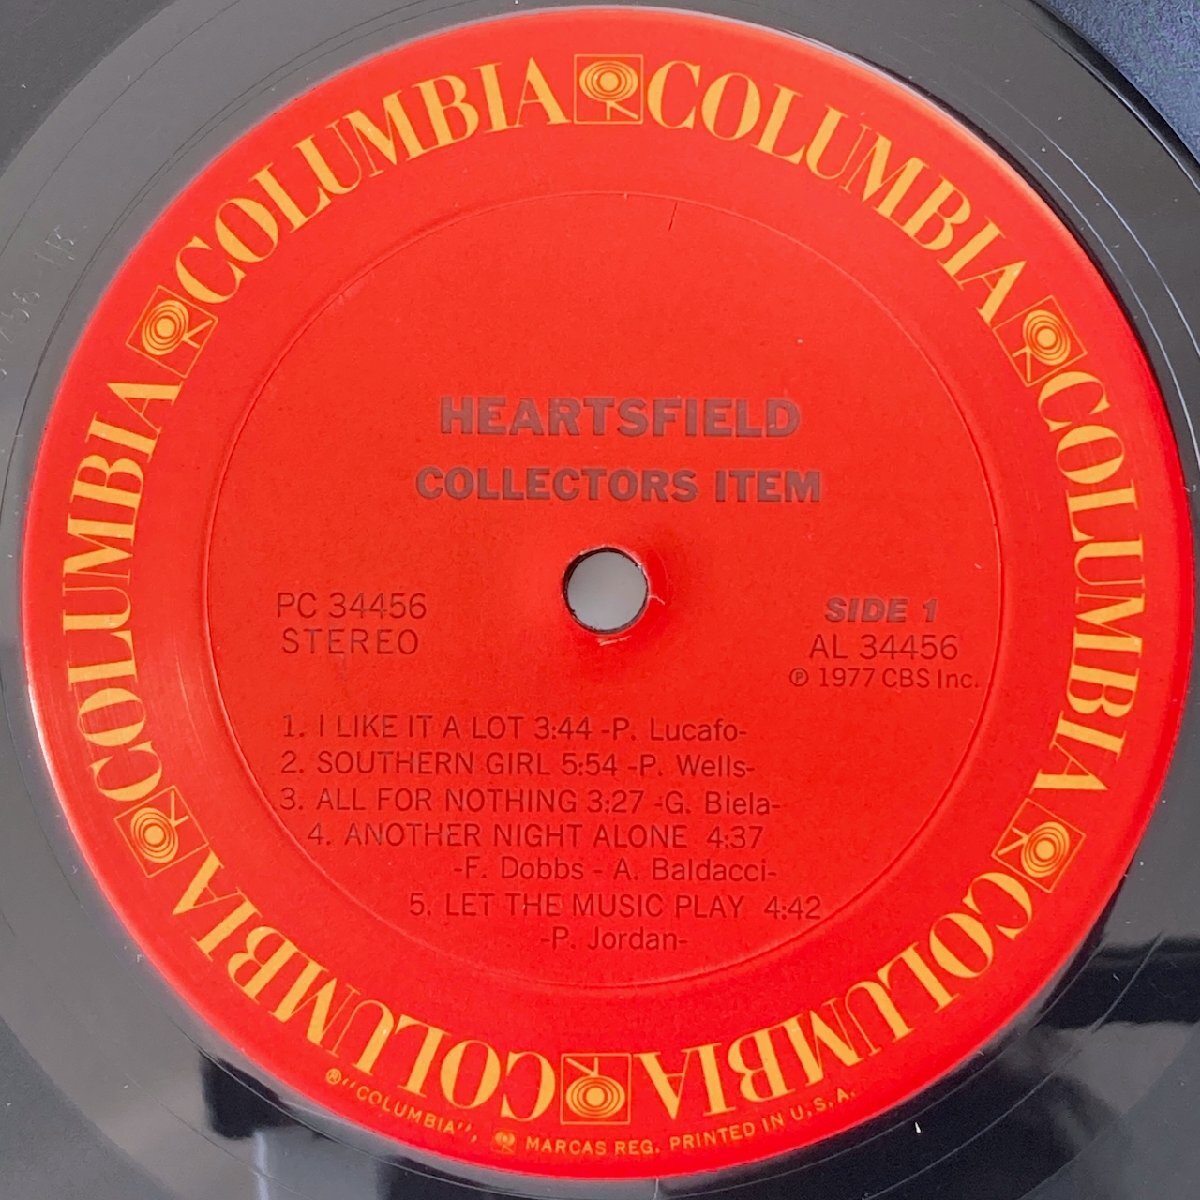 COLUMBIA COLUMBIA COLUMBIA COLUMBIA COLUMBIA COLUMBIA COLUMBIA COLUMBIA
HEARTSFIELD
COLLECTORS ITEM
PC 34456
STEREO
SIDE 1
AL 34456
℗ 1977 CBS Inc.
1. I LIKE IT A LOT 3:44 -P. Lucafo-
2. SOUTHERN GIRL 5:54 -P. Wells-
3. ALL FOR NOTHING 3:27 -G. Biela-
4. ANOTHER NIGHT ALONE 4:37
-F. Dobbs - A. Baldacci-
5. LET THE MUSIC PLAY 4:42
-P. Jordan-
® "COLUMBIA", MARCAS REG. PRINTED IN U.S.A.